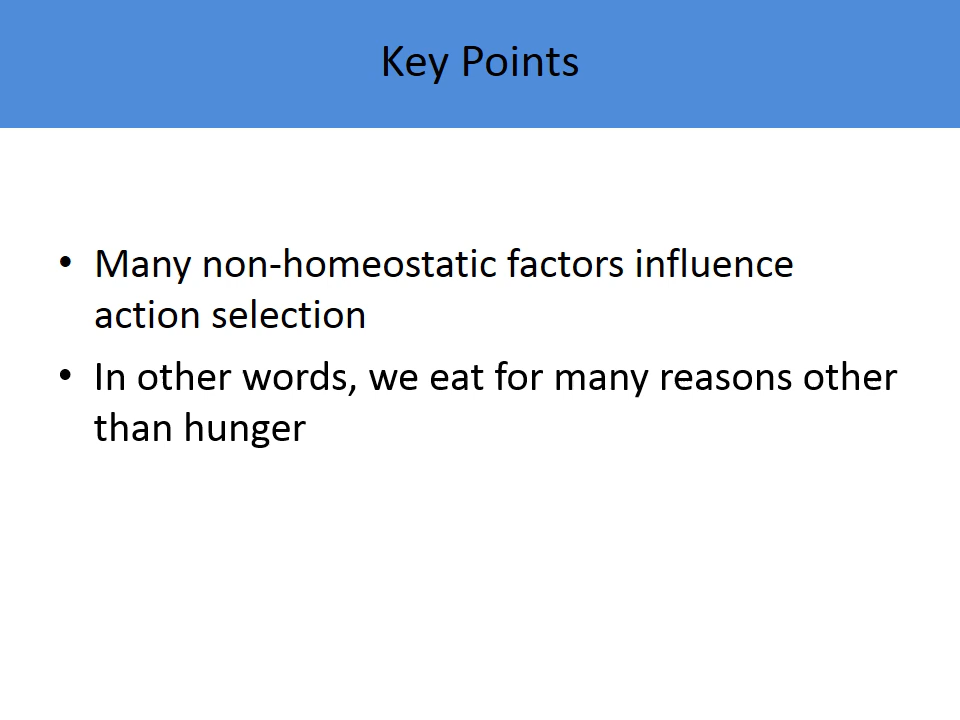 Key Points
• Many non-homeostatic factors influence
action selection
• In other words, we eat for many reasons other
than hunger